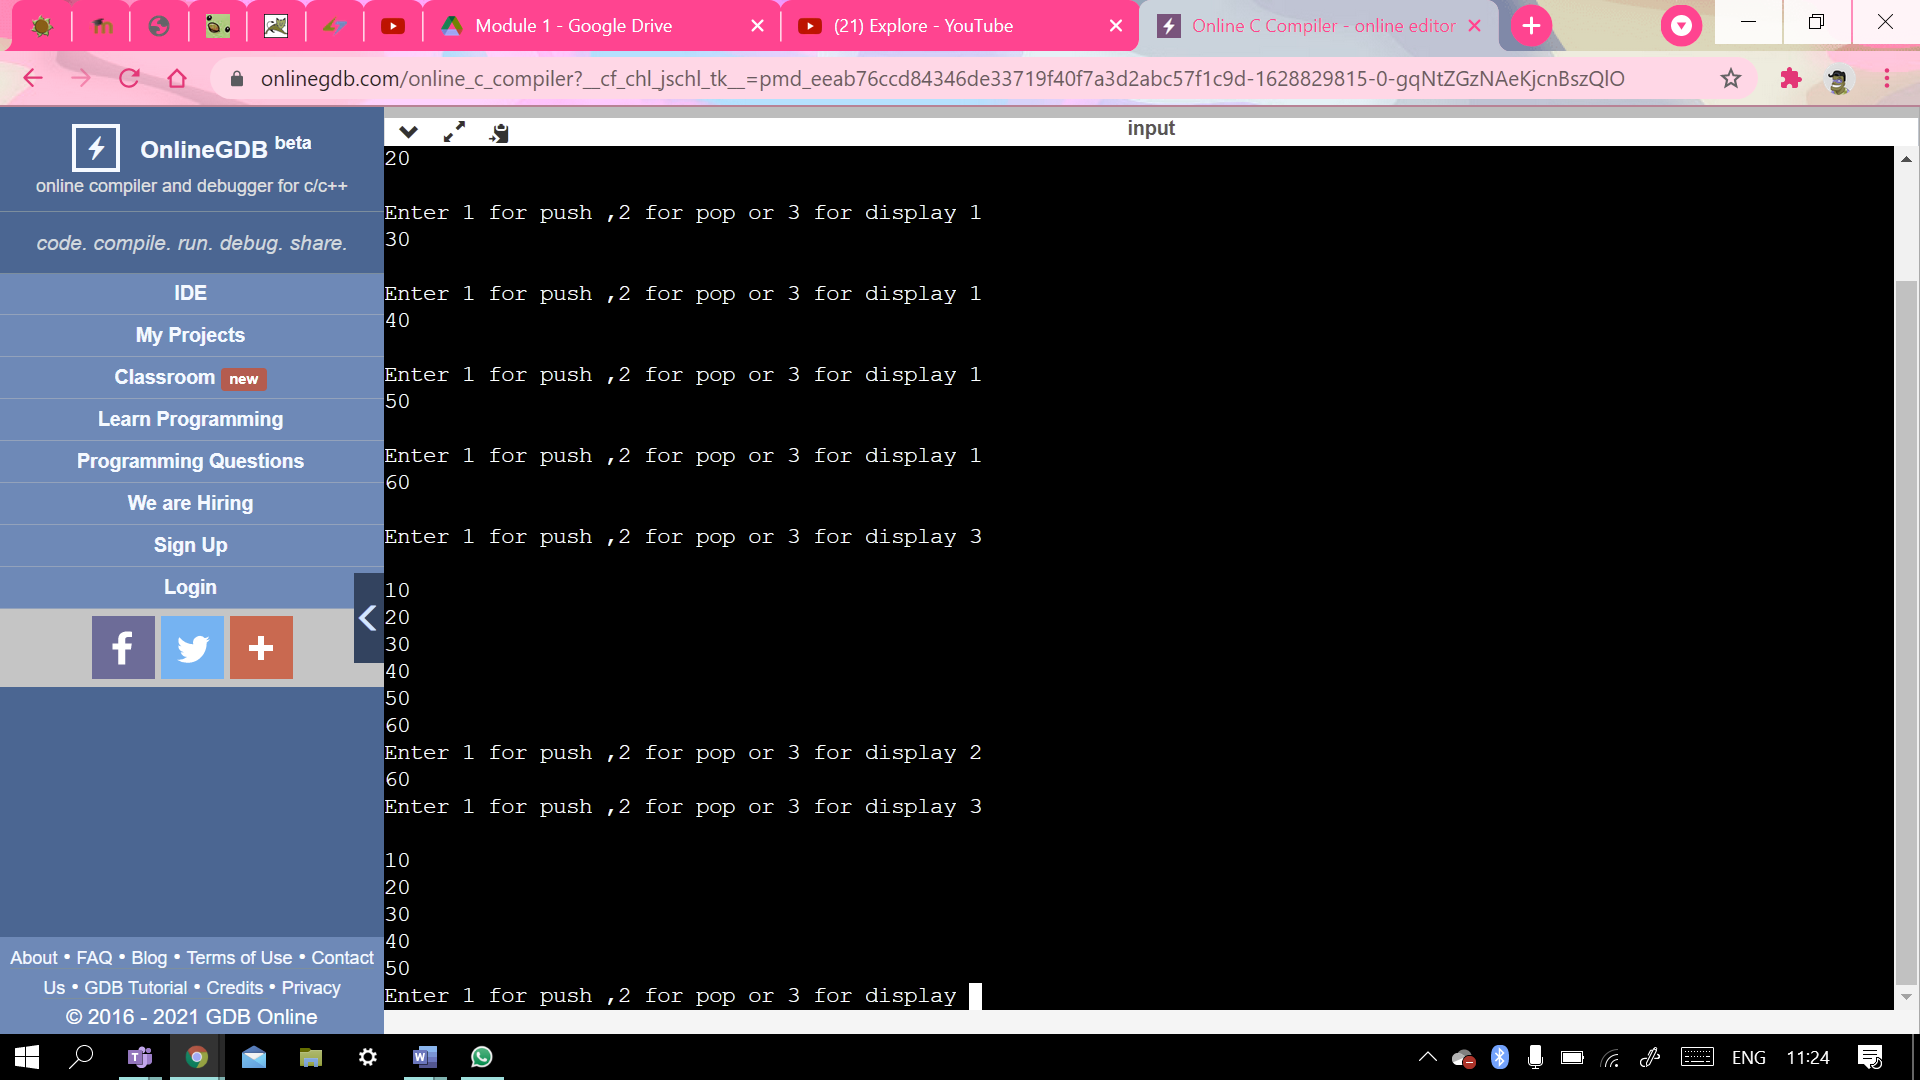 Module 1 - Google Drive
(21) Explore - YouTube
Online C Compiler - online editor
onlinegdb.com/online_c_compiler?__cf_chl_jschl_tk__=pmd_eeab76ccd84346de33719f40f7a3d2abc57f1c9d-1628829815-0-gqNtZGzNAeKjcnBszQlO
OnlineGDB beta
online compiler and debugger for c/c++
code. compile. run. debug. share.
IDE
My Projects
Classroom new
Learn Programming
Programming Questions
We are Hiring
Sign Up
Login
About • FAQ • Blog • Terms of Use • Contact
Us • GDB Tutorial • Credits • Privacy
© 2016 - 2021 GDB Online
input
20
Enter 1 for push ,2 for pop or 3 for display 1
30
Enter 1 for push ,2 for pop or 3 for display 1
40
Enter 1 for push ,2 for pop or 3 for display 1
50
Enter 1 for push ,2 for pop or 3 for display 1
60
Enter 1 for push ,2 for pop or 3 for display 3
10
20
30
40
50
60
Enter 1 for push ,2 for pop or 3 for display 2
60
Enter 1 for push ,2 for pop or 3 for display 3
10
20
30
40
50
Enter 1 for push ,2 for pop or 3 for display
ENG
11:24